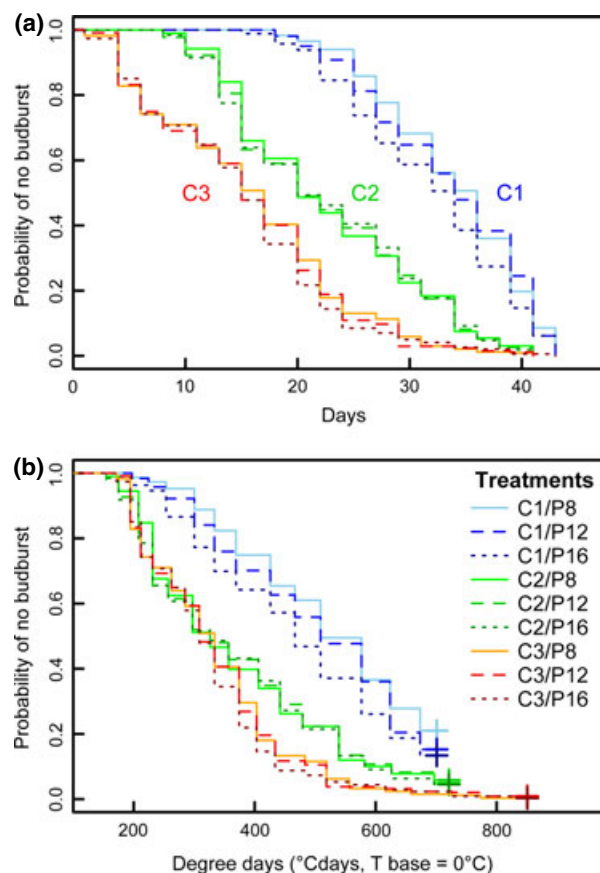 (a)
Probability of no budburst
1.0
0.8
0.6
0.4
0.2
0.0
C3
C2
C1
0
10
20
30
40
Days
(b)
Probability of no budburst
1.0
0.8
0.6
0.4
0.2
0.0
Treatments
C1/P8
C1/P12
C1/P16
C2/P8
C2/P12
C2/P16
C3/P8
C3/P12
C3/P16
200
400
600
800
Degree days (°Cdays, T base = 0°C)